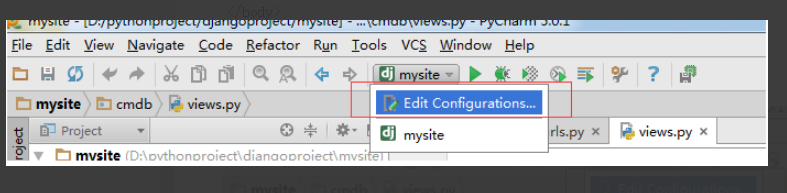 mysite - [D:/pythonproject/djangoproject/mysite] - ...\cmdb\views.py - PyCharm 5.0.1
File Edit View Navigate Code Refactor Run Tools VCS Window Help
mysite
mysite cmdb views.py
Edit Configurations...
Project
mysite
rls.py × views.py ×
mysite (D:\pythonproject\djangoproject\mysite)